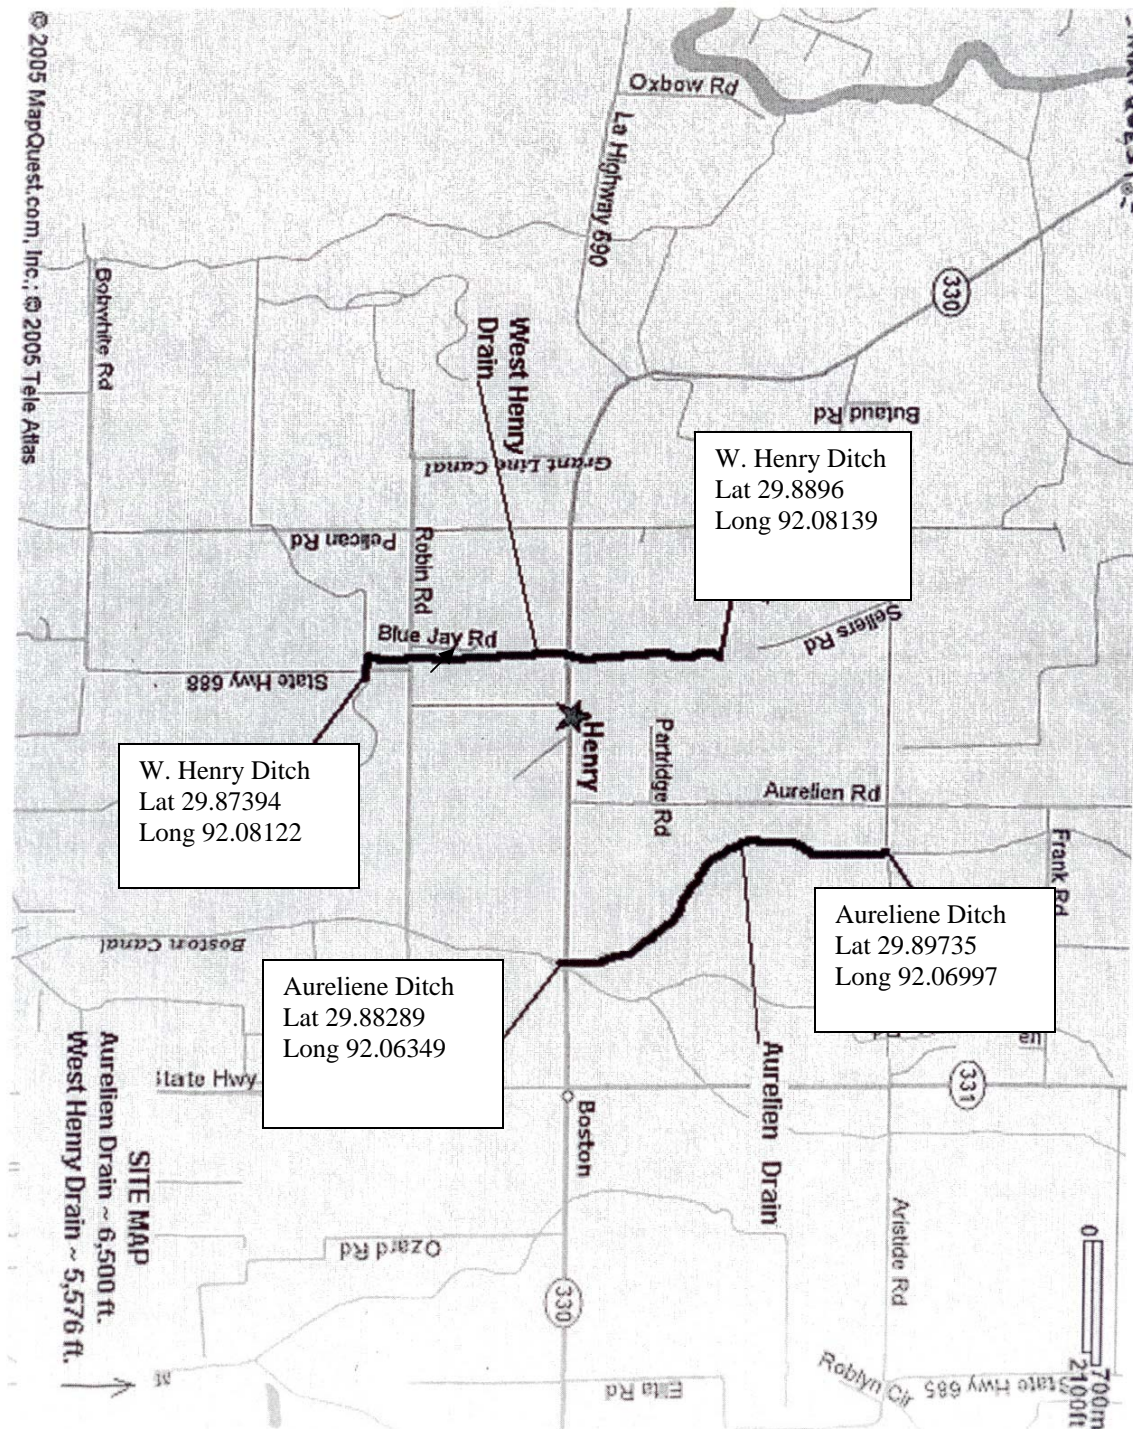 © 2005 MapQuest.com, Inc.; © 2005 Tele Atlas
Oxbow Rd
La Highway 690
330
Butaud Rd
Bobwhite Rd
West Henry
Drain
Grant Line Canal
W. Henry Ditch
Lat 29.8896
Long 92.08139
Pelican Rd
Robin Rd
Blue Jay Rd
Sellers Rd
State Hwy 688
Henry
Partridge Rd
Aurelien Rd
Frank Rd
W. Henry Ditch
Lat 29.87394
Long 92.08122
Aureliene Ditch
Lat 29.89735
Long 92.06997
Boston Canal
Aureliene Ditch
Lat 29.88289
Long 92.06349
State Hwy
331
Boston
Aurelien Drain
Aristide Rd
SITE MAP
Aurelien Drain ~ 6,500 ft.
West Henry Drain ~ 5,576 ft.
Ozard Rd
330
0
700m
2100ft
Roblyn Cir
State Hwy 685
Elita Rd